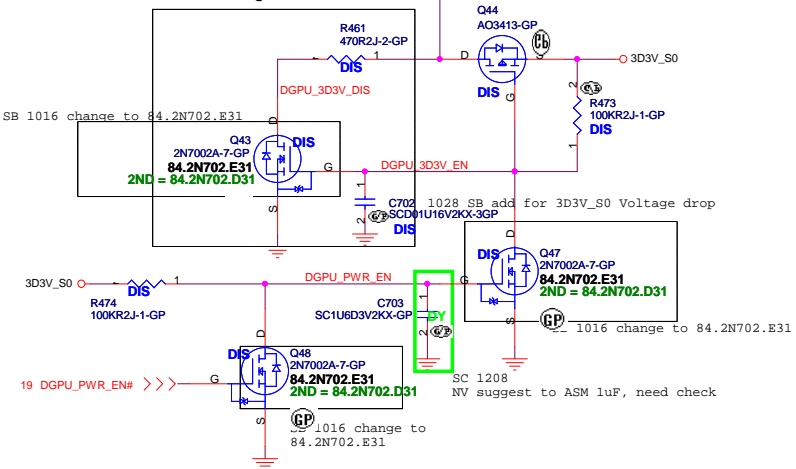 Q44
AO3413-GP
R461
470R2J-2-GP
1
D
S
3D3V_S0
DIS
DIS
G
2
DGPU_3D3V_DIS
R473
100KR2J-1-GP
DIS
1
SB 1016 change to 84.2N702.E31
D
Q43
DIS
2N7002A-7-GP
84.2N702.E31
2ND = 84.2N702.D31
G
DGPU_3D3V_EN
S
1
C702
SCD01U16V2KX-3GP
2
DIS
1028 SB add for 3D3V_S0 Voltage drop
D
DIS
Q47
2N7002A-7-GP
84.2N702.E31
2ND = 84.2N702.D31
G
S
GP
1016 change to 84.2N702.E31
3D3V_S0
1
DIS
R474
100KR2J-1-GP
DGPU_PWR_EN
C703
SC1U6D3V2KX-GP
1
DY
2
D
DIS
Q48
2N7002A-7-GP
84.2N702.E31
2ND = 84.2N702.D31
19 DGPU_PWR_EN#
G
S
GP
SB 1016 change to
84.2N702.E31
SC 1208
NV suggest to ASM 1uF, need check